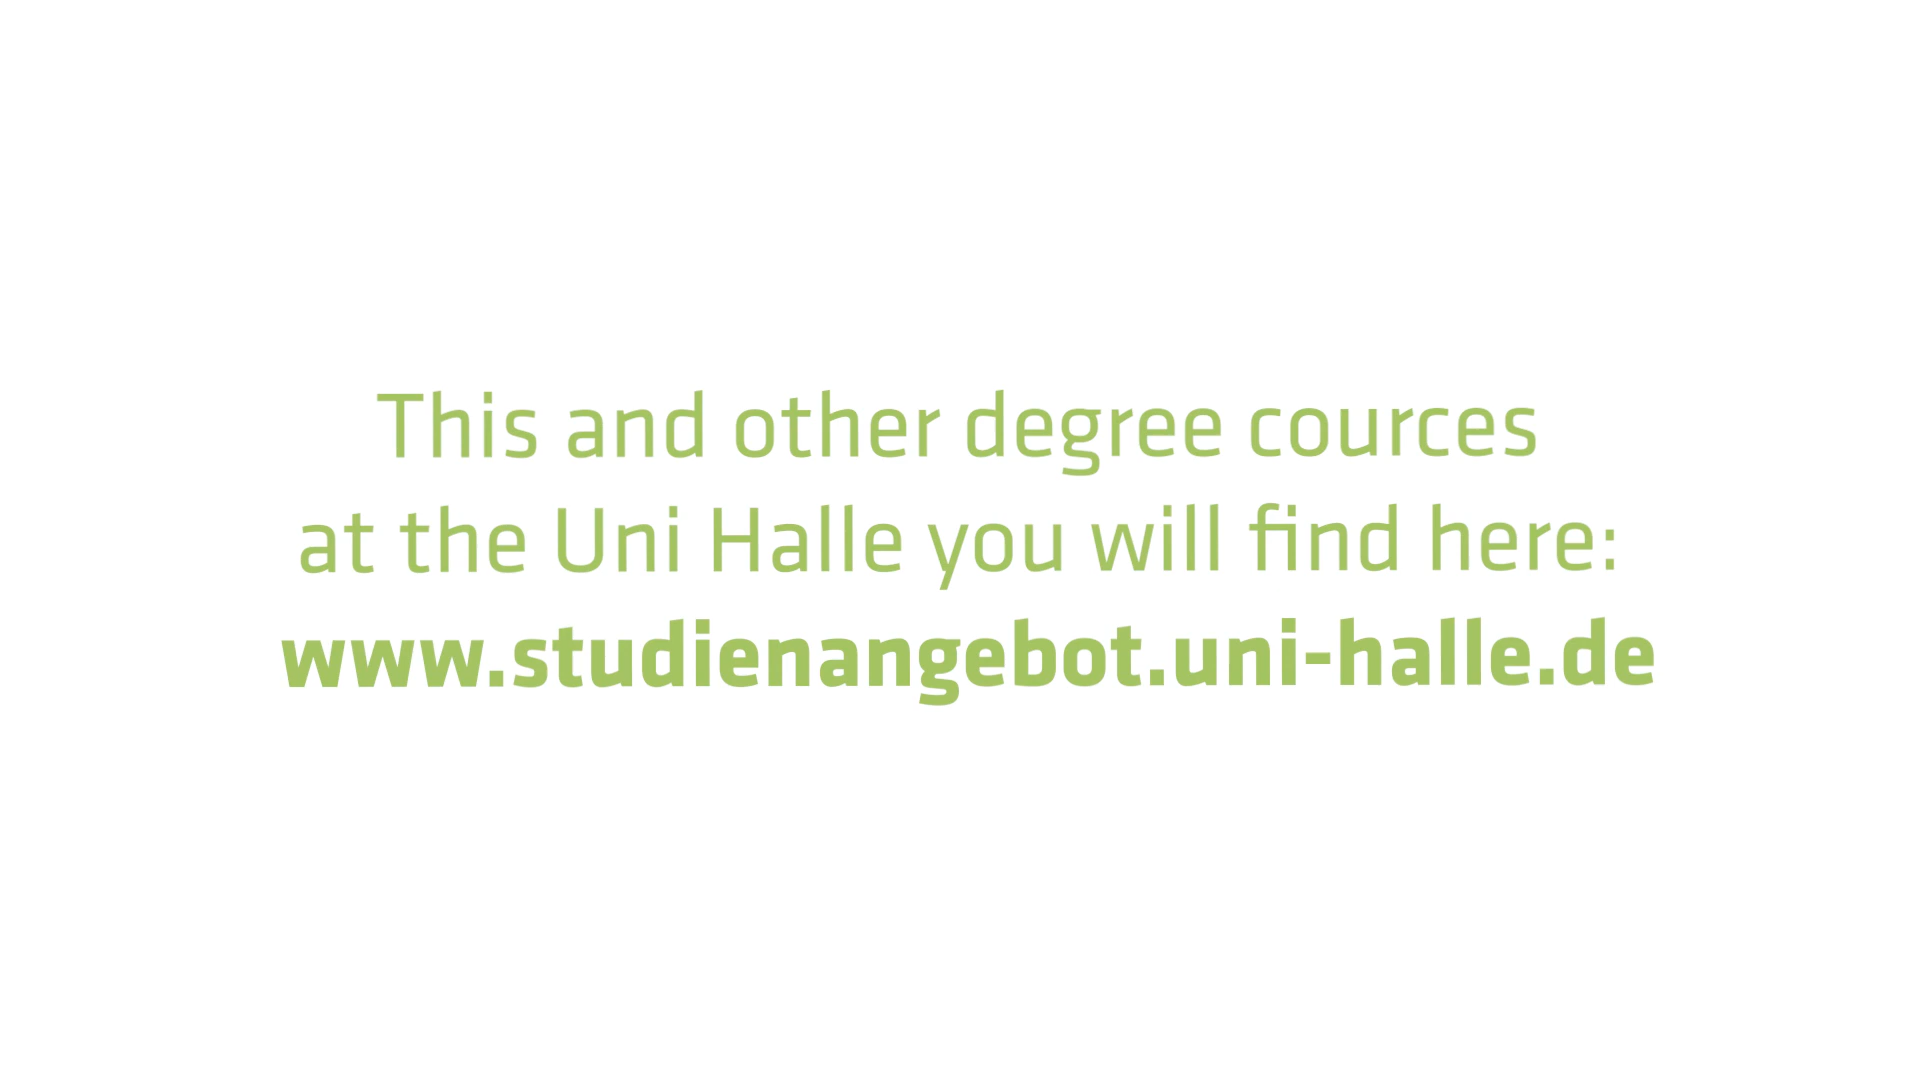 This and other degree cources
at the Uni Halle you will find here:
www.studienangebot.uni-halle.de